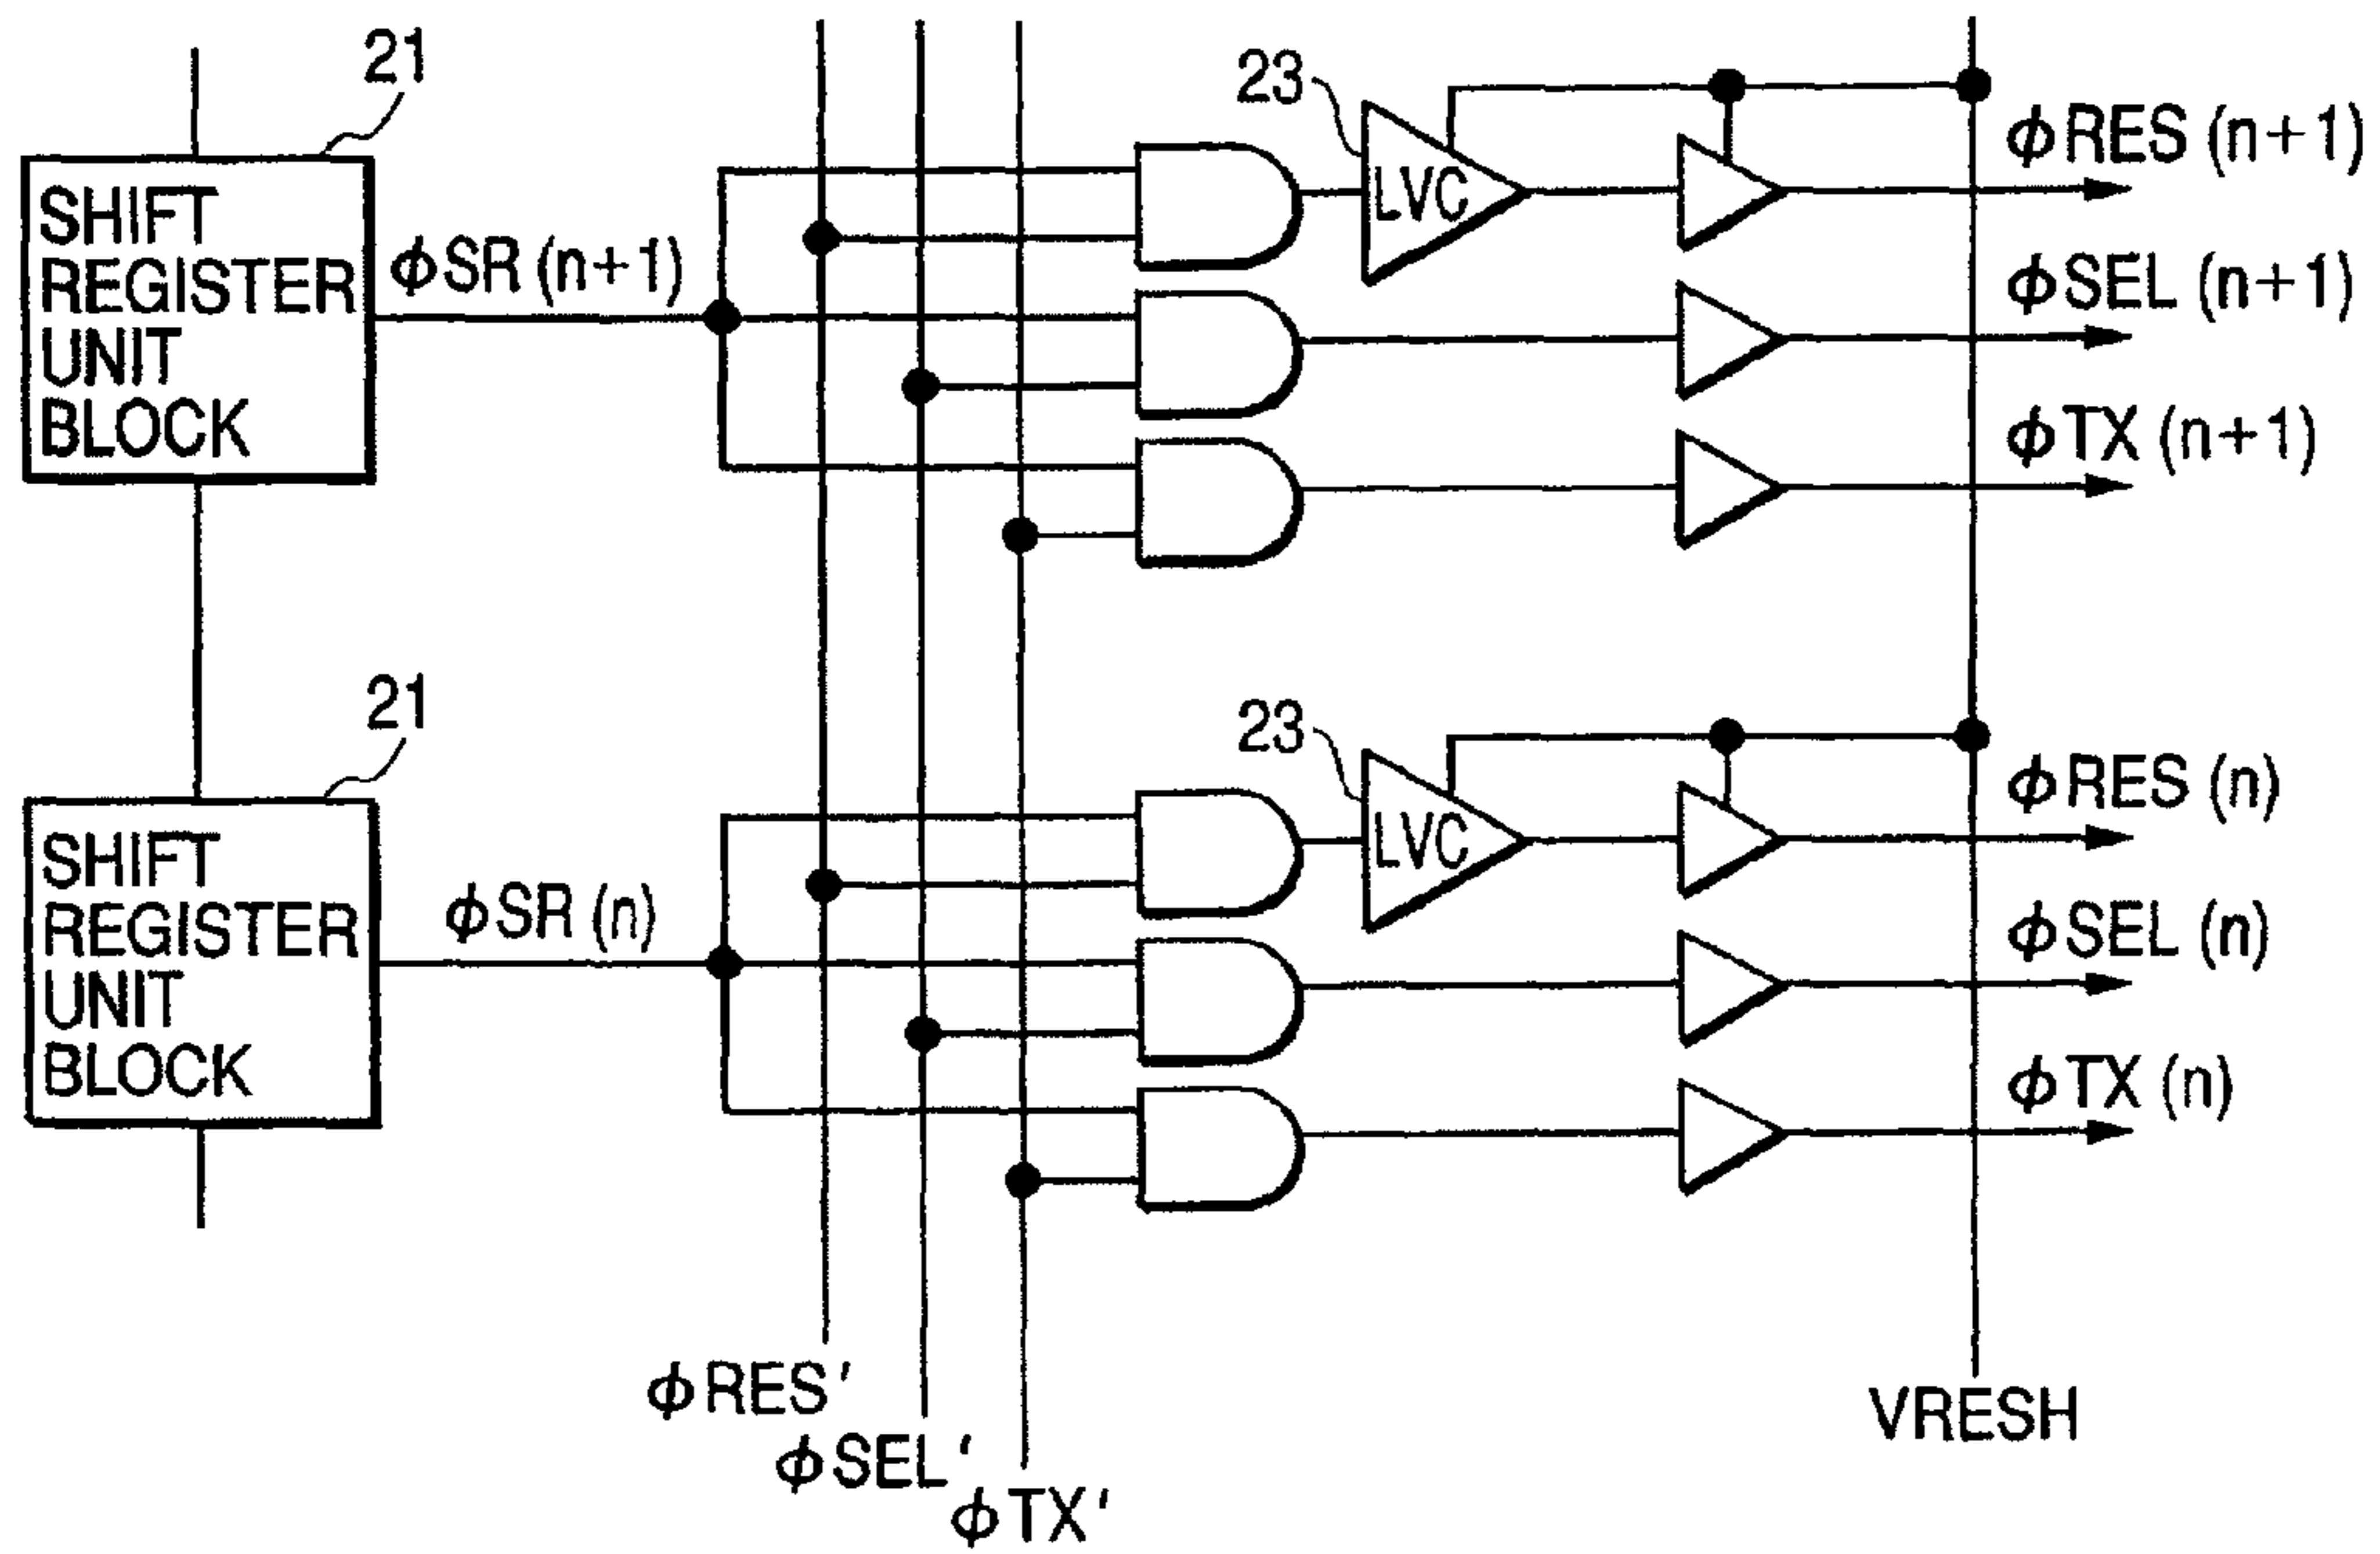 21
SHIFT
REGISTER
UNIT
BLOCK
ϕSR (n+1)
23
LVC
ϕRES (n+1)
ϕSEL (n+1)
ϕTX (n+1)
21
SHIFT
REGISTER
UNIT
BLOCK
ϕSR (n)
23
LVC
ϕRES (n)
ϕSEL (n)
ϕTX (n)
ϕRES'
ϕSEL'
ϕTX'
VRESH